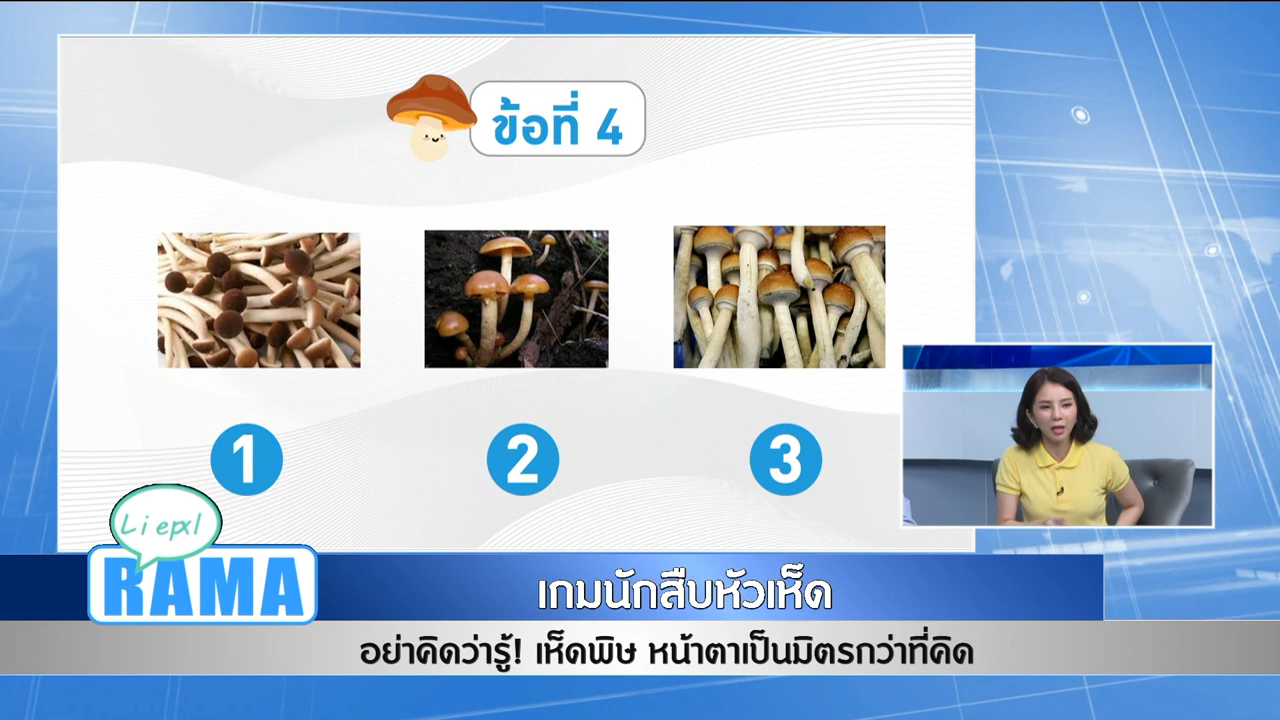 ข้อที่ 4
1
2
3
Li epxl
RAMA
เกมนักสืบหัวเห็ด
อย่าคิดว่ารู้! เห็ดพิษ หน้าตาเป็นมิตรกว่าที่คิด